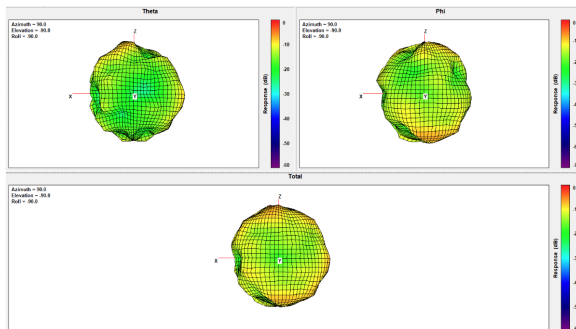 Theta
Azimuth = 90.0
Elevation = -90.0
Roll = -90.0
Z
X
Y
0
-10
-20
-30
-40
-50
-60
Response (dB)
Phi
Azimuth = 90.0
Elevation = -90.0
Roll = -90.0
Z
X
Y
0
Response (dB)
Total
Azimuth = 90.0
Elevation = -90.0
Roll = -90.0
Z
X
Y
0
Response (dB)